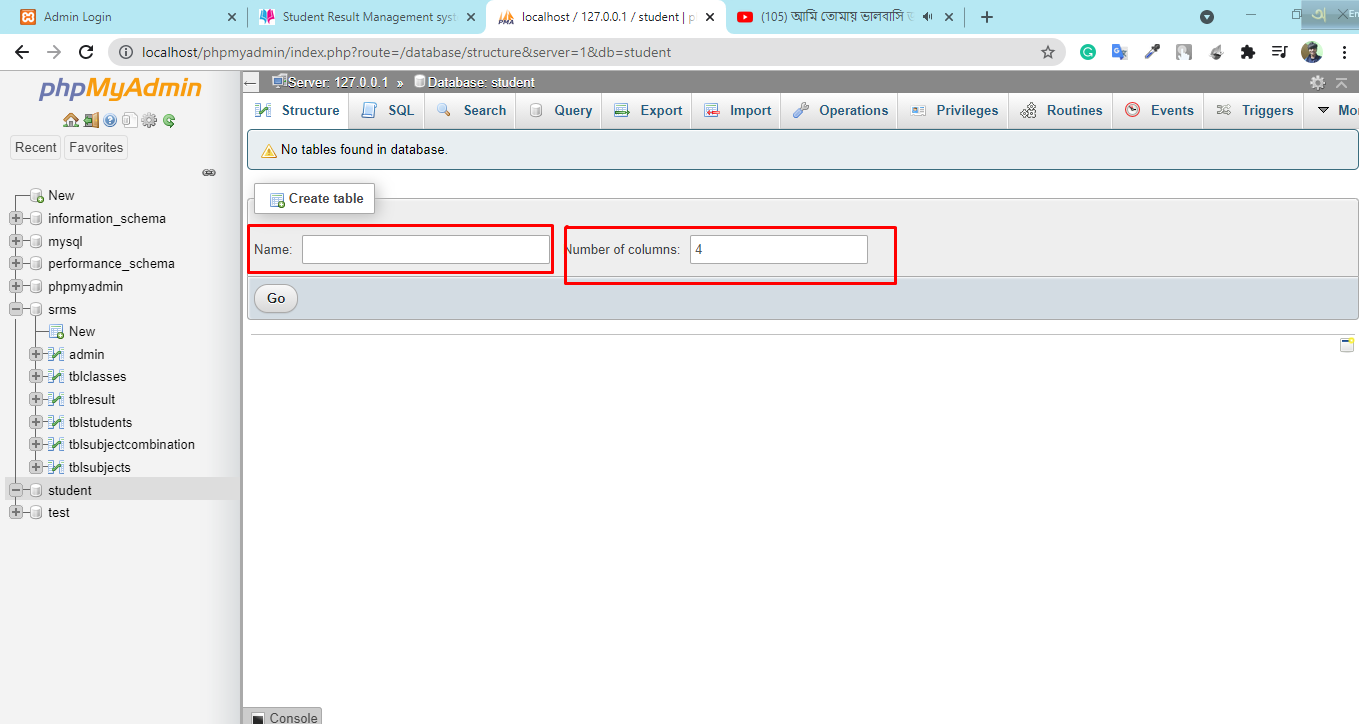 Admin Login
Student Result Management syst
localhost / 127.0.0.1 / student | p
(105) আমি তোমায় ভালবাসি
En
localhost/phpmyadmin/index.php?route=/database/structure&server=1&db=student
phpMyAdmin
Recent
Favorites
New
information_schema
mysql
performance_schema
phpmyadmin
srms
New
admin
tblclasses
tblresult
tblstudents
tblsubjectcombination
tblsubjects
student
test
Server: 127.0.0.1 » Database: student
Structure
SQL
Search
Query
Export
Import
Operations
Privileges
Routines
Events
Triggers
Mo
No tables found in database.
Create table
Name:
Number of columns: 4
Go
Console